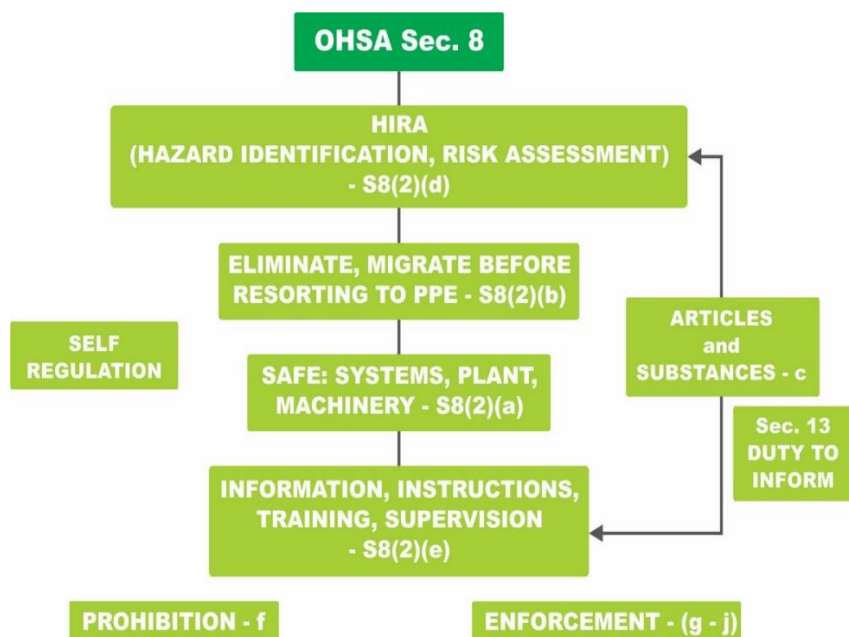 OHSA Sec. 8
HIRA
(HAZARD IDENTIFICATION, RISK ASSESSMENT)
- S8(2)(d)
ELIMINATE, MIGRATE BEFORE
RESORTING TO PPE - S8(2)(b)
SELF
REGULATION
SAFE: SYSTEMS, PLANT,
MACHINERY - S8(2)(a)
ARTICLES
and
SUBSTANCES - c
Sec. 13
DUTY TO
INFORM
INFORMATION, INSTRUCTIONS,
TRAINING, SUPERVISION
- S8(2)(e)
PROHIBITION - f
ENFORCEMENT - (g - j)